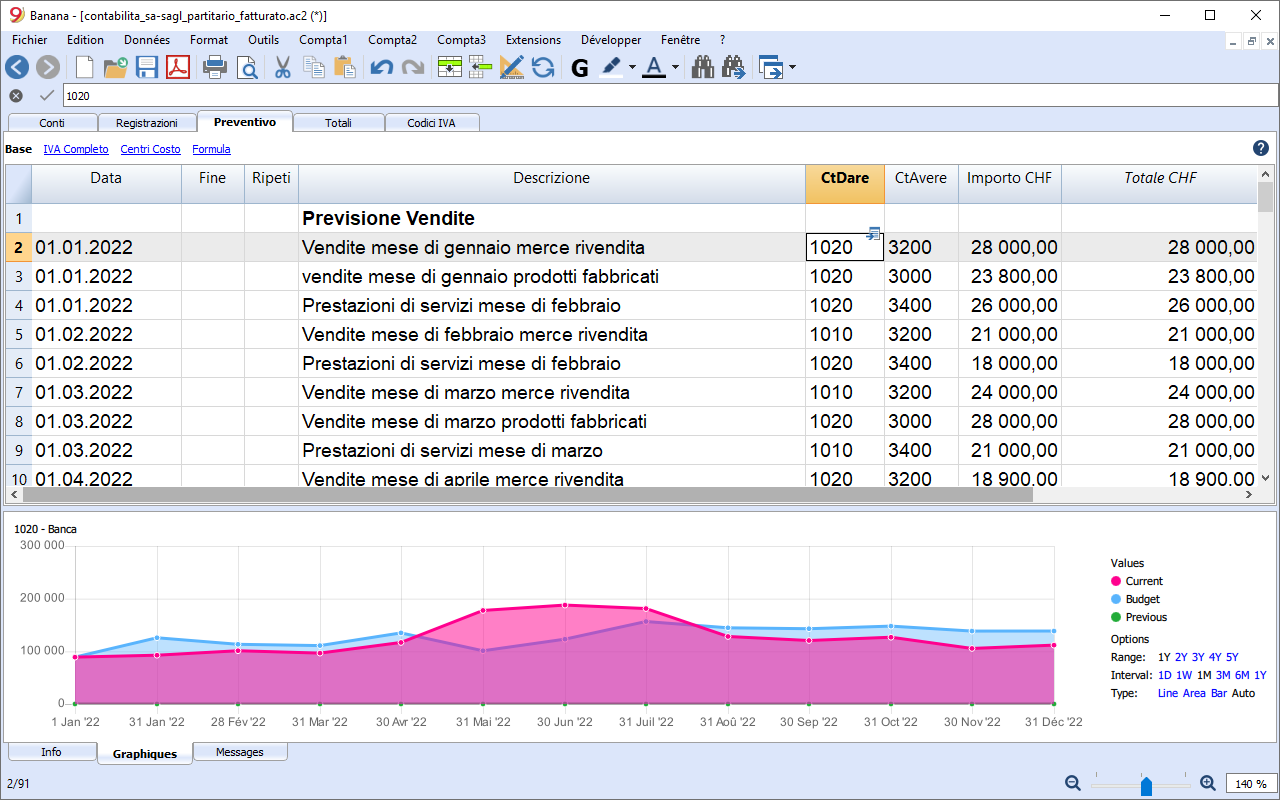 Banana - [contabilita_sa-sagl_partitario_fatturato.ac2 (*)]
Fichier Edition Données Format Outils Compta1 Compta2 Compta3 Extensions Développer Fenêtre ?
G A
1020
Conti Registrazioni Preventivo Totali Codici IVA
Base IVA Completo Centri Costo Formula ?
Data Fine Ripeti Descrizione CtDare CtAvere Importo CHF Totale CHF
1 Previsione Vendite
2 01.01.2022 Vendite mese di gennaio merce rivendita 1020 3200 28 000,00 28 000,00
3 01.01.2022 vendite mese di gennaio prodotti fabbricati 1020 3000 23 800,00 23 800,00
4 01.01.2022 Prestazioni di servizi mese di febbraio 1020 3400 26 000,00 26 000,00
5 01.02.2022 Vendite mese di febbraio merce rivendita 1010 3200 21 000,00 21 000,00
6 01.02.2022 Prestazioni di servizi mese di febbraio 1020 3400 18 000,00 18 000,00
7 01.03.2022 Vendite mese di marzo merce rivendita 1010 3200 24 000,00 24 000,00
8 01.03.2022 Vendite mese di marzo prodotti fabbricati 1020 3000 28 000,00 28 000,00
9 01.03.2022 Prestazioni di servizi mese di marzo 1010 3400 21 000,00 21 000,00
10 01.04.2022 Vendite mese di aprile merce rivendita 1020 3200 18 900,00 18 900,00
1020 - Banca
300 000
200 000
100 000
0
1 Jan '22 31 Jan '22 28 Fév '22 31 Mar '22 30 Avr '22 31 Mai '22 30 Jun '22 31 Juil '22 31 Aoû '22 30 Sep '22 31 Oct '22 30 Nov '22 31 Déc '22
Values
Current
Budget
Previous
Options
Range: 1Y 2Y 3Y 4Y 5Y
Interval: 1D 1W 1M 3M 6M 1Y
Type: Line Area Bar Auto
Info Graphiques Messages
2/91 140 %